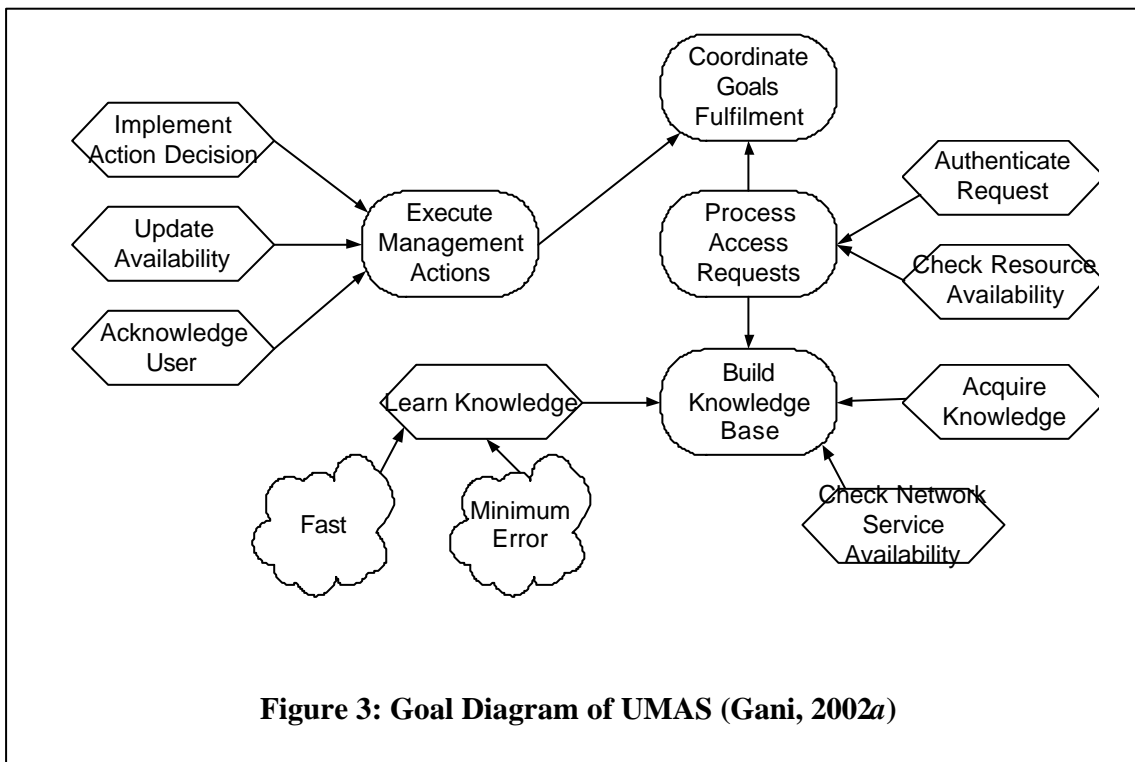 Coordinate
Goals
Fulfilment
Implement
Action Decision
Authenticate
Request
Execute
Management
Actions
Process
Access
Requests
Update
Availability
Check Resource
Availability
Acknowledge
User
Build
Knowledge
Base
Learn Knowledge
Acquire
Knowledge
Fast
Minimum
Error
Check Network
Service
Availability
Figure 3: Goal Diagram of UMAS (Gani, 2002a)